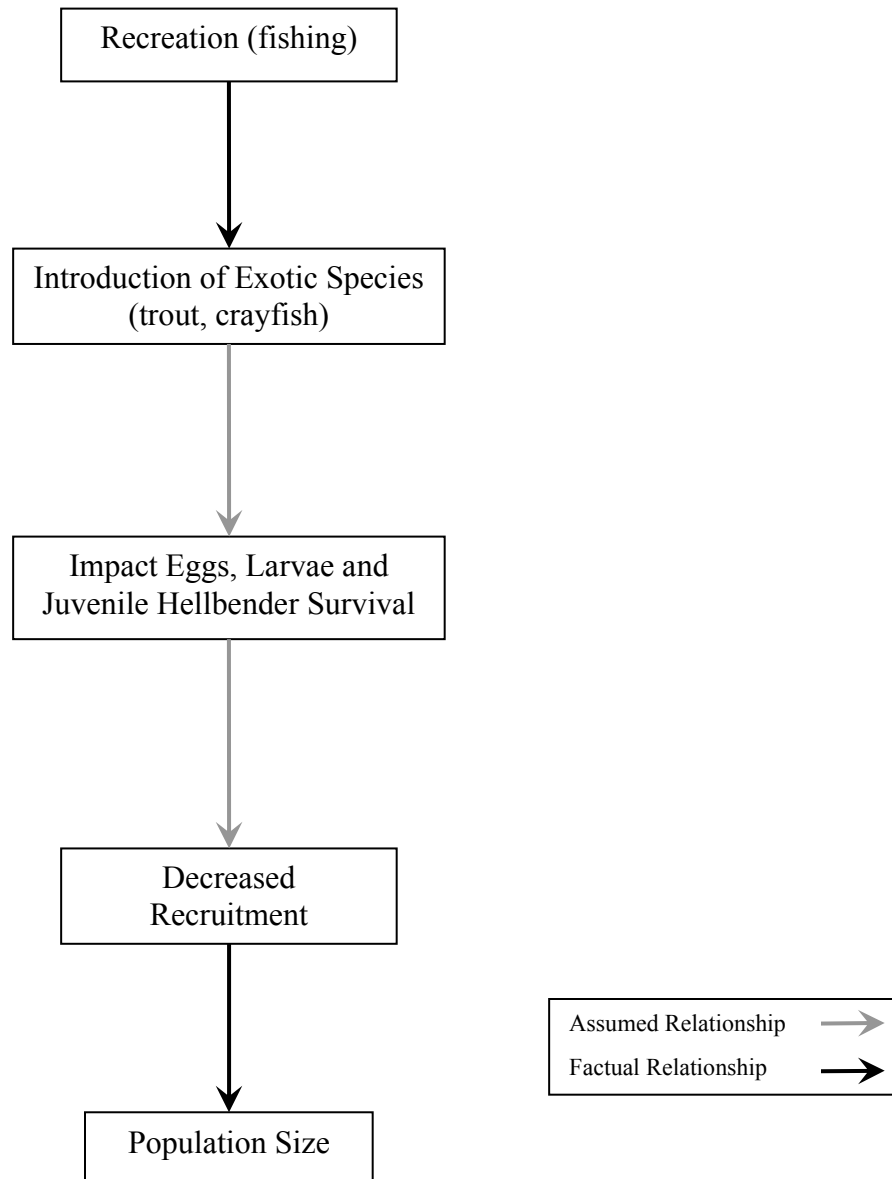 Recreation (fishing)
Introduction of Exotic Species
(trout, crayfish)
Impact Eggs, Larvae and
Juvenile Hellbender Survival
Decreased
Recruitment
Population Size
Assumed Relationship
Factual Relationship